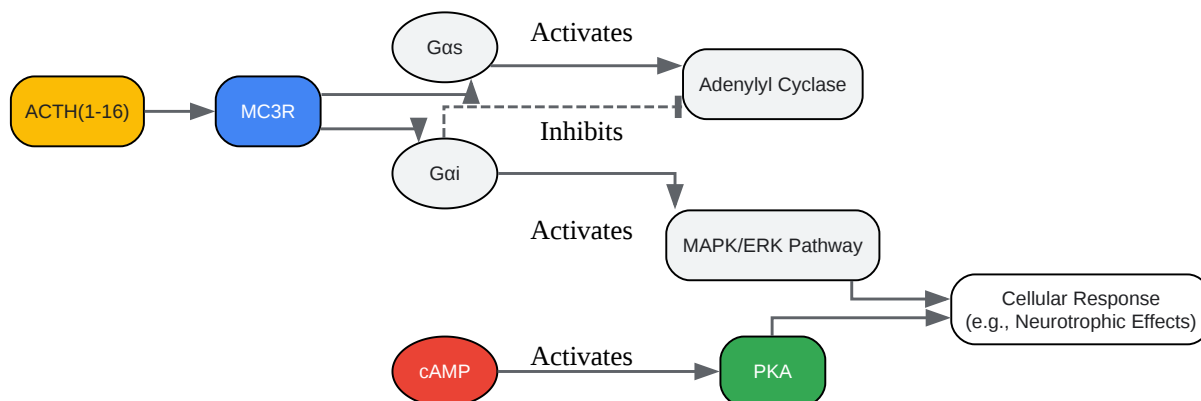 Gαs
Activates
Adenylyl Cyclase
ACTH(1-16)
MC3R
Inhibits
Gαi
Activates
MAPK/ERK Pathway
Cellular Response
(e.g., Neurotrophic Effects)
cAMP
Activates
PKA